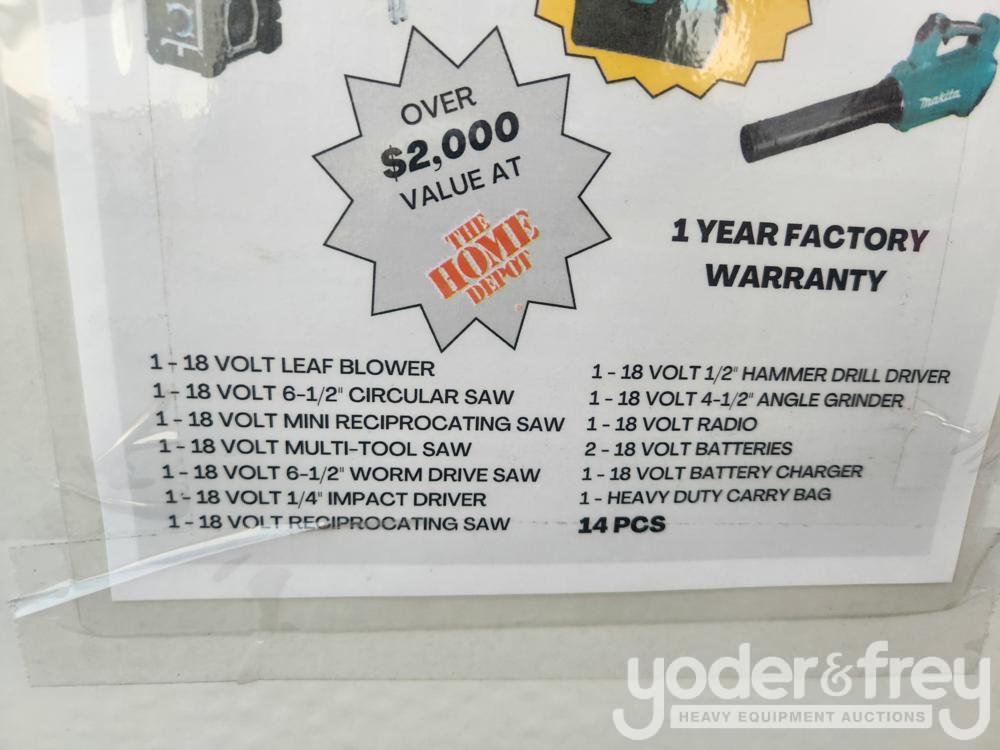 makita
OVER
$2,000
VALUE AT
THE
HOME
DEPOT
1 YEAR FACTORY
WARRANTY
1 - 18 VOLT LEAF BLOWER
1 - 18 VOLT 6-1/2" CIRCULAR SAW
1 - 18 VOLT MINI RECIPROCATING SAW
1 - 18 VOLT MULTI-TOOL SAW
1 - 18 VOLT 6-1/2" WORM DRIVE SAW
1 - 18 VOLT 1/4" IMPACT DRIVER
1 - 18 VOLT RECIPROCATING SAW
1 - 18 VOLT 1/2" HAMMER DRILL DRIVER
1 - 18 VOLT 4-1/2" ANGLE GRINDER
1 - 18 VOLT RADIO
2 - 18 VOLT BATTERIES
1 - 18 VOLT BATTERY CHARGER
1 - HEAVY DUTY CARRY BAG
14 PCS
yoder&frey
HEAVY EQUIPMENT AUCTIONS